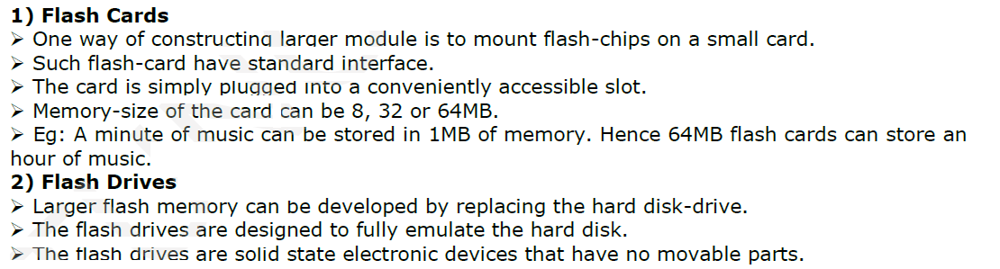 1) Flash Cards
➢ One way of constructing larger module is to mount flash-chips on a small card.
➢ Such flash-card have standard interface.
➢ The card is simply plugged into a conveniently accessible slot.
➢ Memory-size of the card can be 8, 32 or 64MB.
➢ Eg: A minute of music can be stored in 1MB of memory. Hence 64MB flash cards can store an
hour of music.
2) Flash Drives
➢ Larger flash memory can be developed by replacing the hard disk-drive.
➢ The flash drives are designed to fully emulate the hard disk.
➢ The flash drives are solid state electronic devices that have no movable parts.